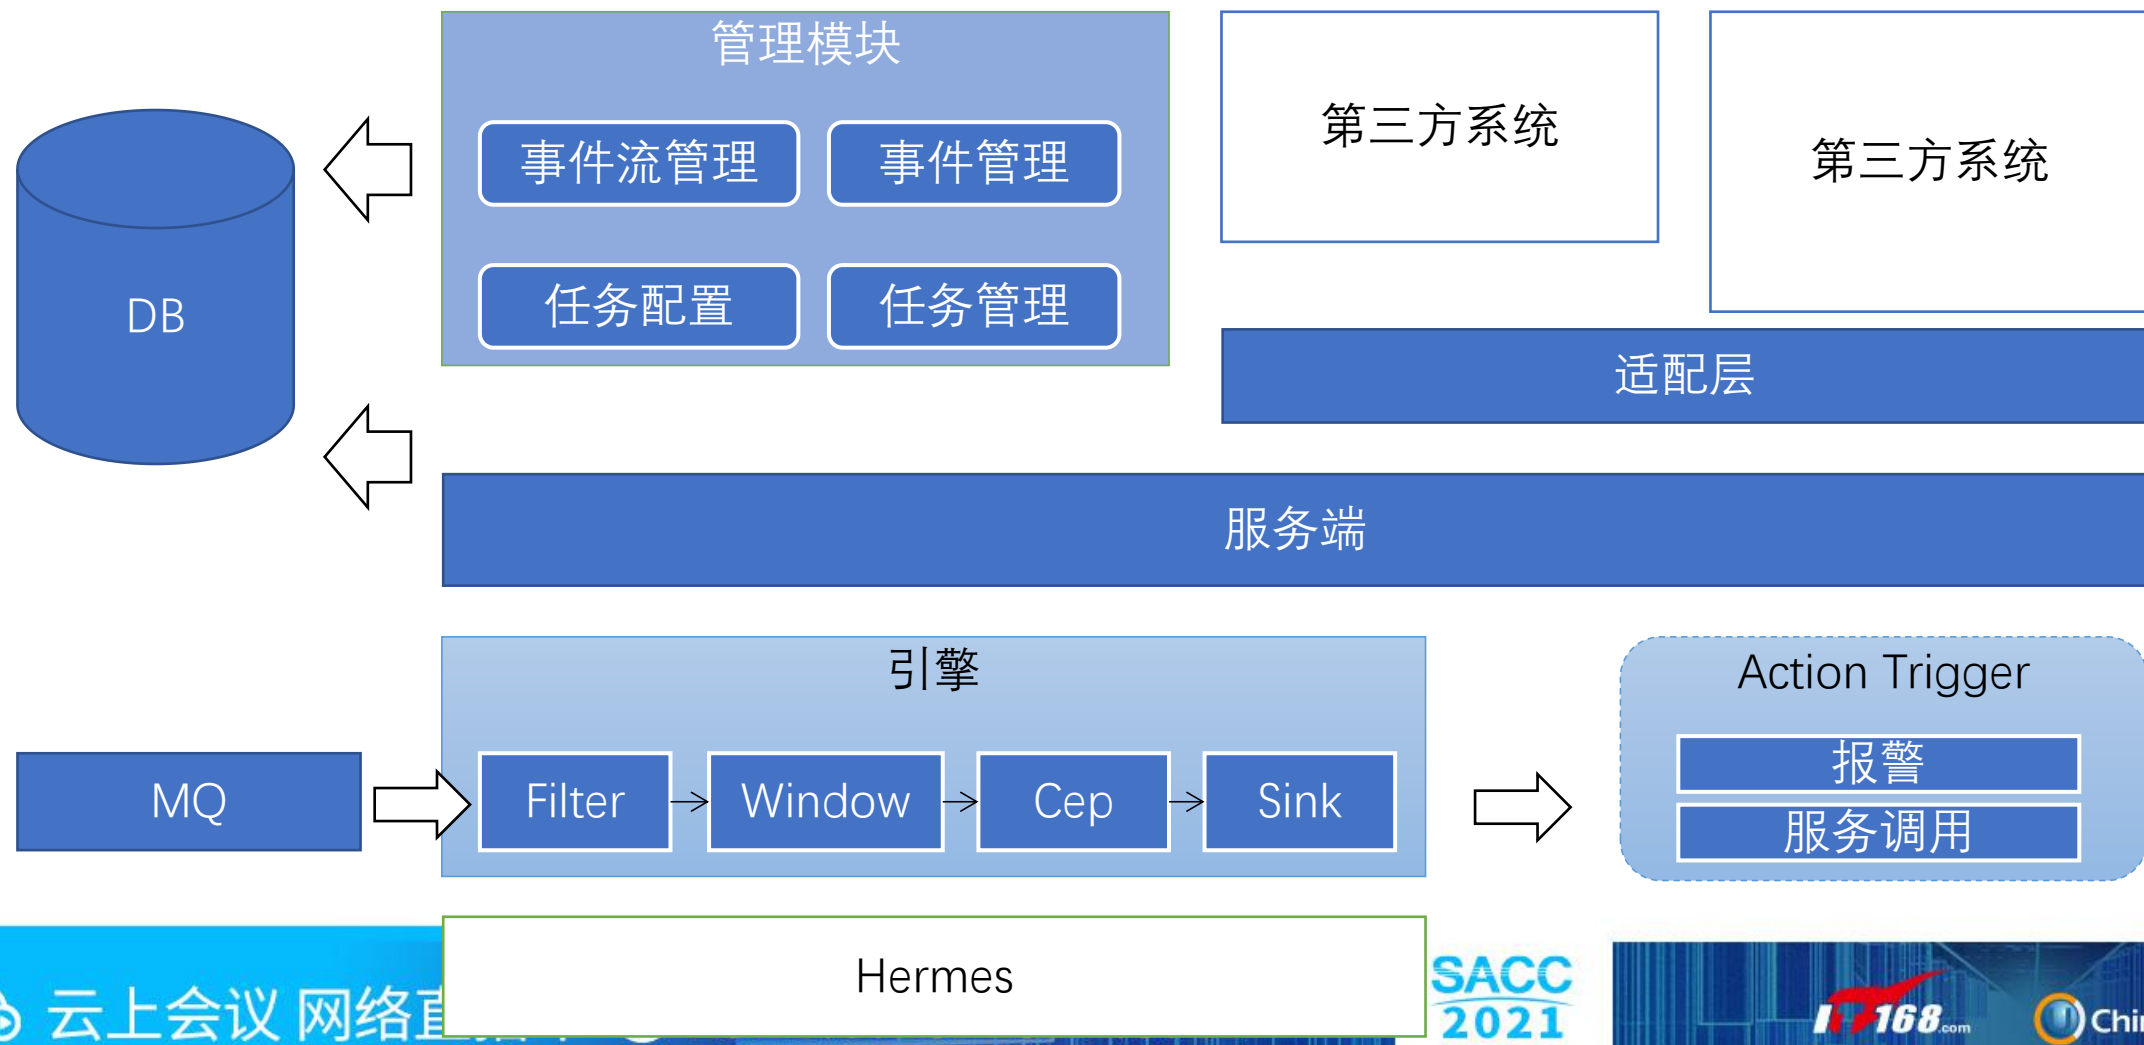 管理模块
事件流管理
事件管理
任务配置
任务管理
第三方系统
第三方系统
DB
适配层
服务端
引擎
MQ
Filter
Window
Cep
Sink
Action Trigger
报警
服务调用
Hermes
云上会议 网络
SACC
2021
IT168.com